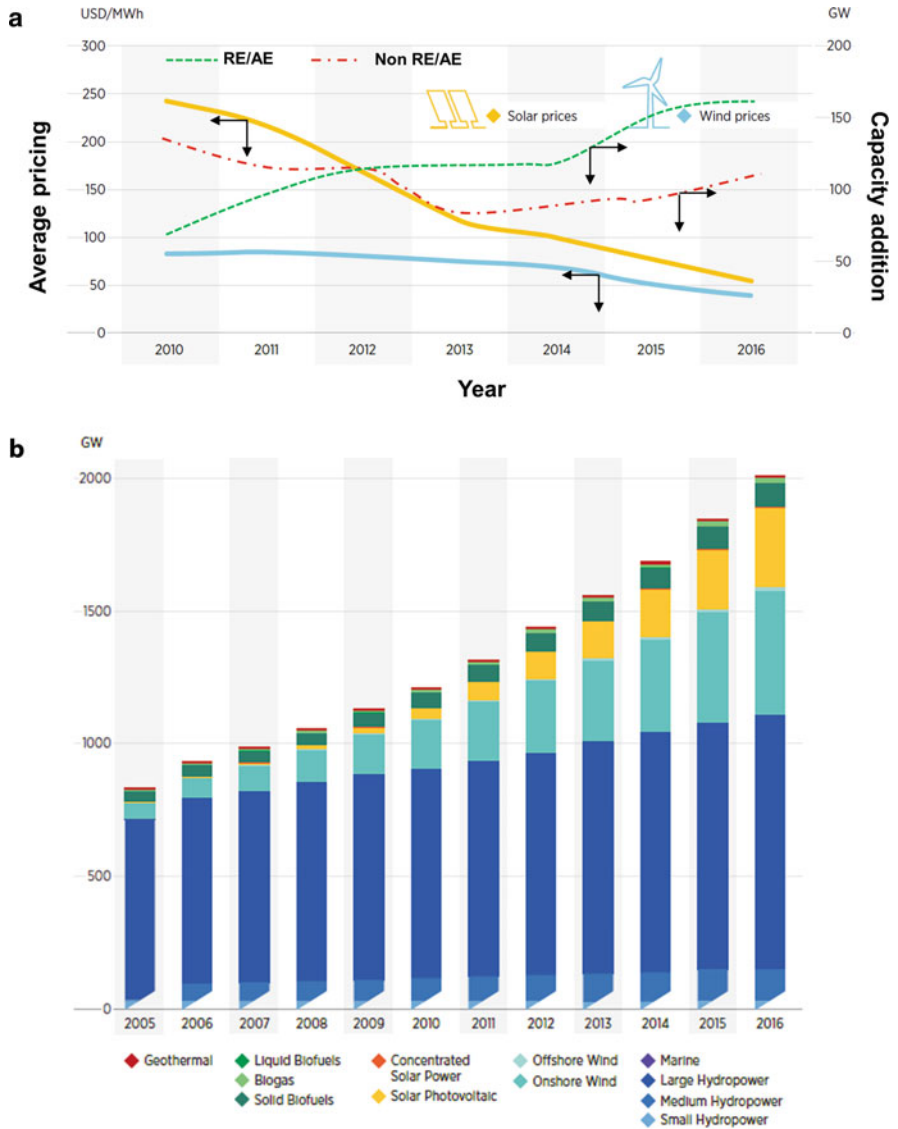 a
USD/MWh
GW
300
200
RE/AE
Non RE/AE
250
Solar prices
Wind prices
150
200
150
100
100
50
50
0
0
Average pricing
Capacity addition
2010 2011 2012 2013 2014 2015 2016
Year
b
GW
2000
1500
1000
500
0
2005 2006 2007 2008 2009 2010 2011 2012 2013 2014 2015 2016
Geothermal
Liquid Biofuels
Biogas
Solid Biofuels
Concentrated
Solar Power
Solar Photovoltaic
Offshore Wind
Onshore Wind
Marine
Large Hydropower
Medium Hydropower
Small Hydropower